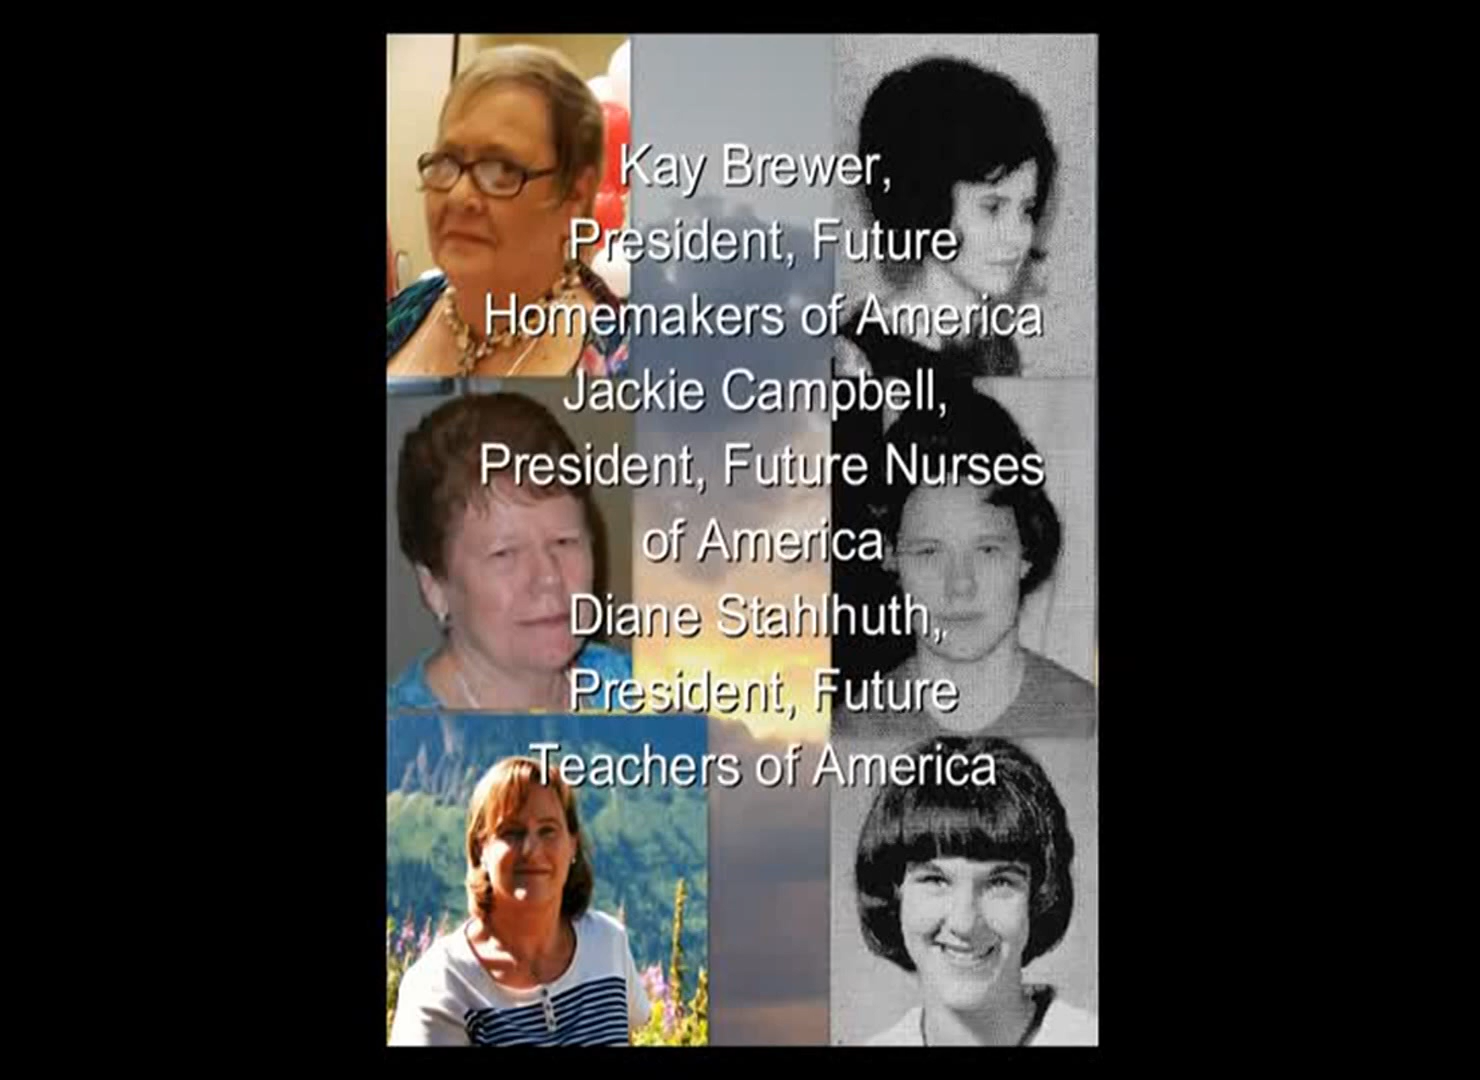 Kay Brewer,
President, Future
Homemakers of America
Jackie Campbell,
President, Future Nurses
of America
Diane Stahlhuth,
President, Future
Teachers of America